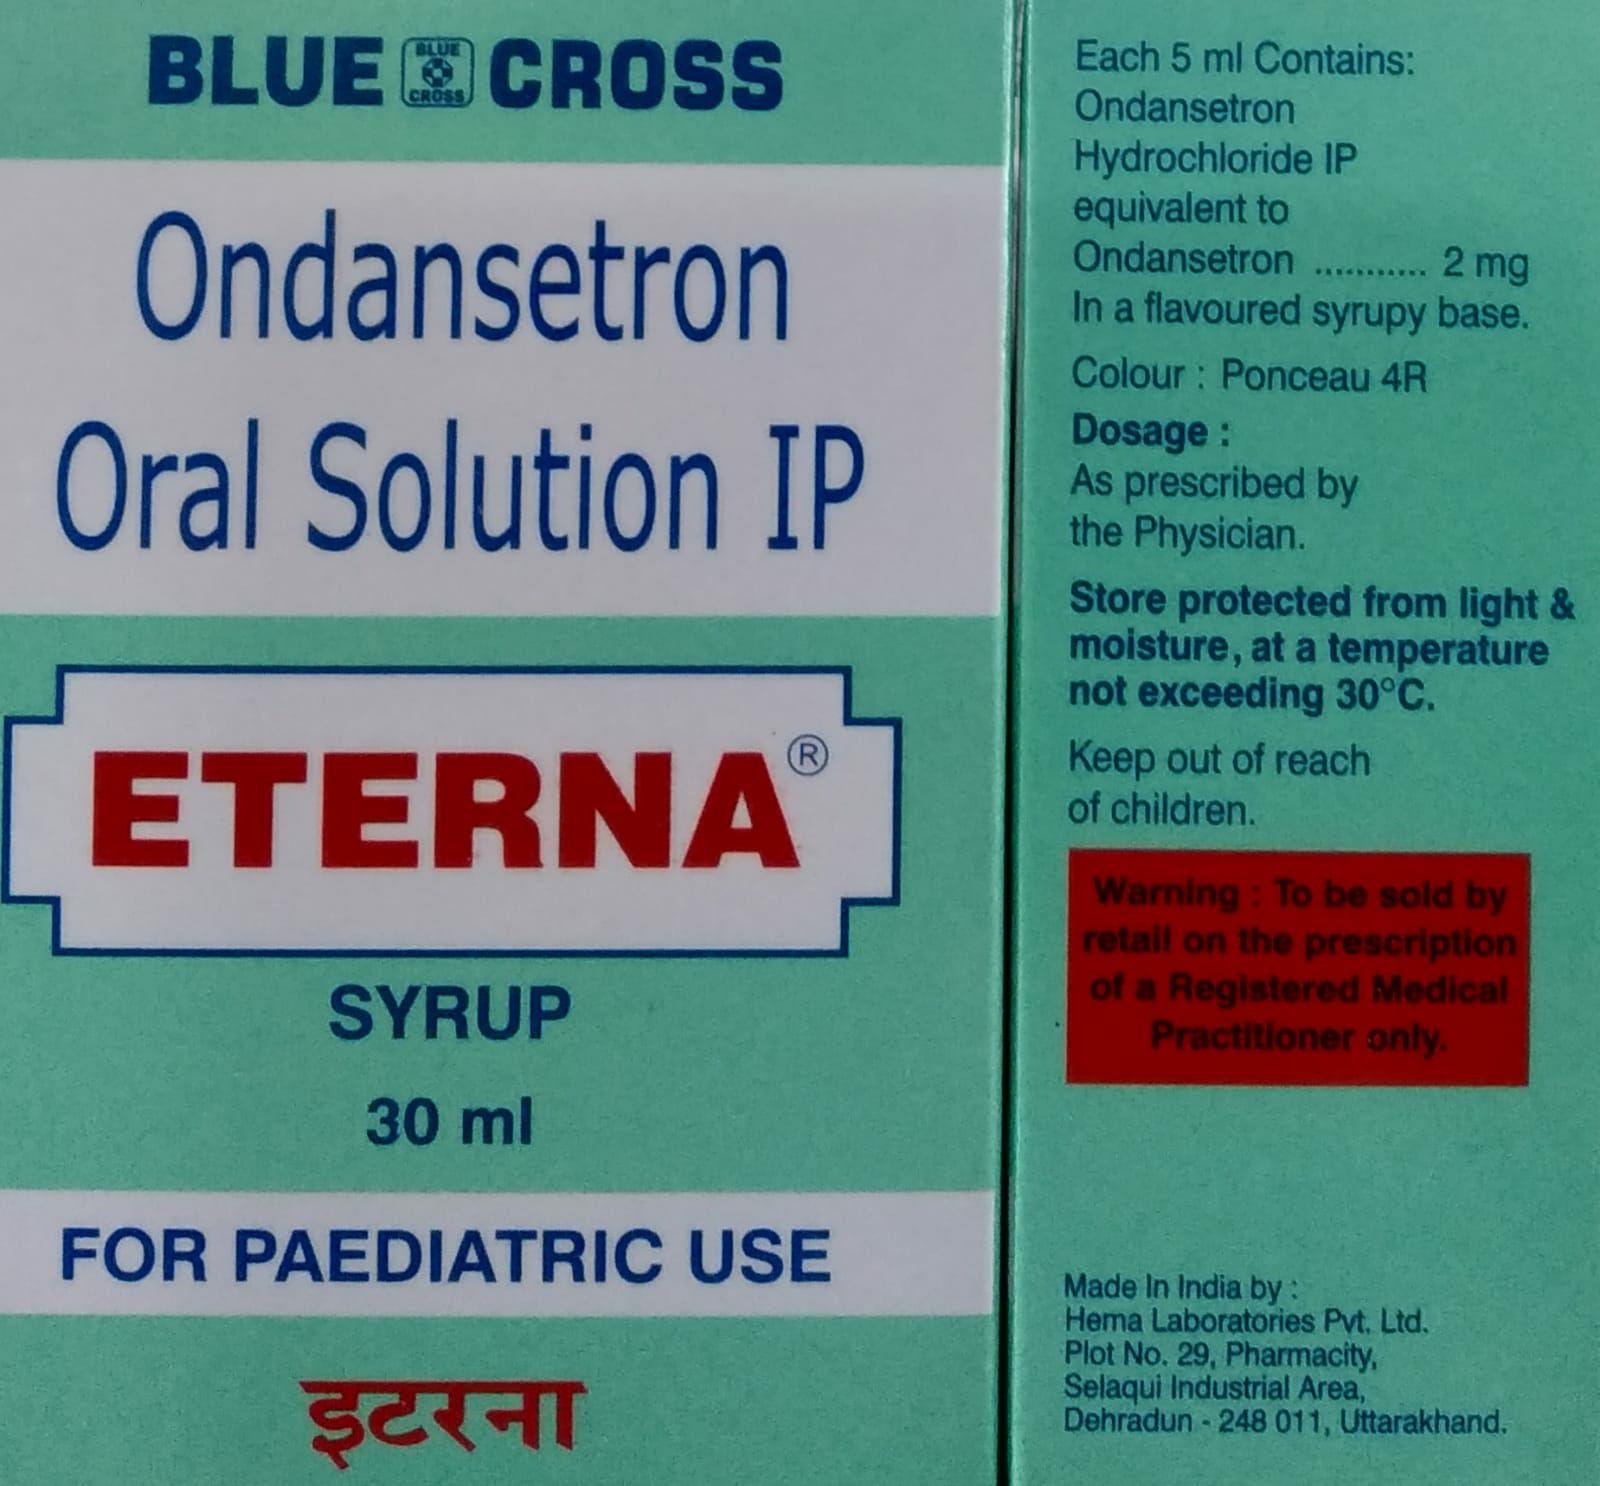 BLUE BLUE CROSS CROSS
Ondansetron
Oral Solution IP
ETERNA®
SYRUP
30 ml
FOR PAEDIATRIC USE
इटरना
Each 5 ml Contains:
Ondansetron
Hydrochloride IP
equivalent to
Ondansetron ........... 2 mg
In a flavoured syrupy base.
Colour : Ponceau 4R
Dosage :
As prescribed by
the Physician.
Store protected from light &
moisture, at a temperature
not exceeding 30°C.
Keep out of reach
of children.
Warning : To be sold by
retail on the prescription
of a Registered Medical
Practitioner only.
Made In India by :
Hema Laboratories Pvt. Ltd.
Plot No. 29, Pharmacity,
Selaqui Industrial Area,
Dehradun - 248 011, Uttarakhand.